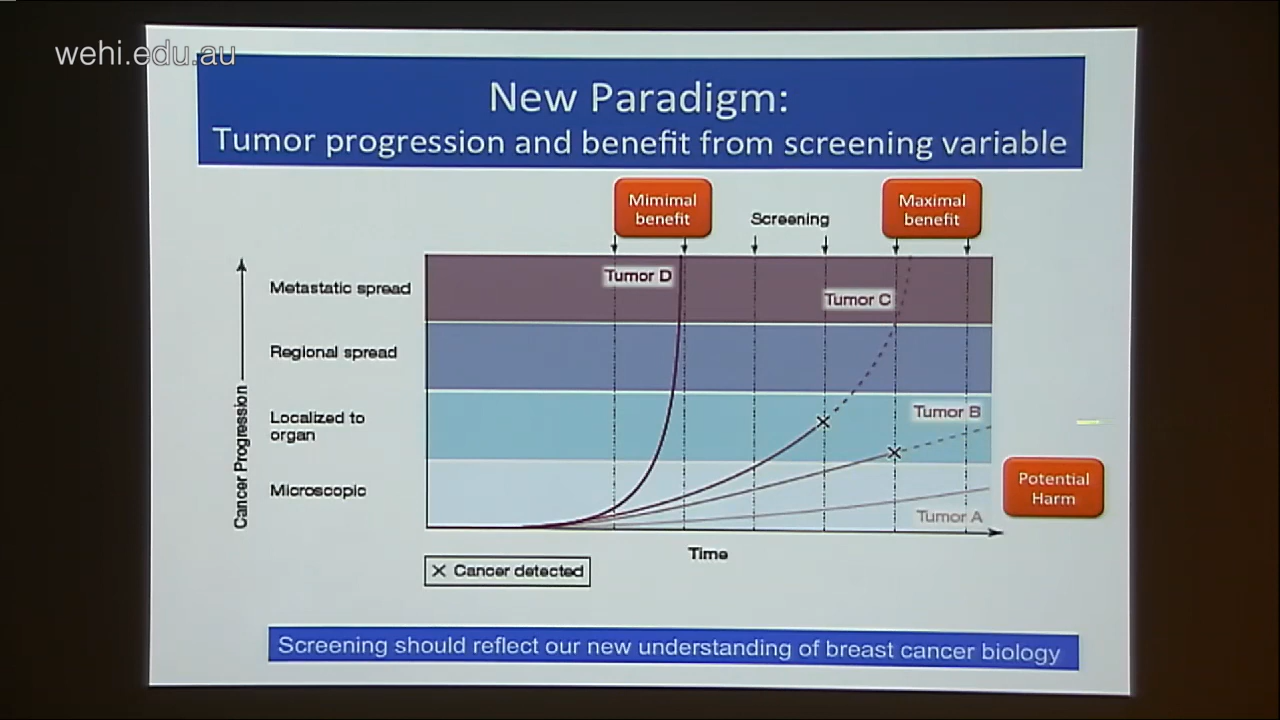 wehi.edu.au
New Paradigm:
Tumor progression and benefit from screening variable
Mimimal
benefit
Screening
Maximal
benefit
Metastatic spread
Regional spread
Localized to
organ
Microscopic
Cancer Progression
Tumor D
Tumor C
Tumor B
Tumor A
Potential
Harm
Time
× Cancer detected
Screening should reflect our new understanding of breast cancer biology